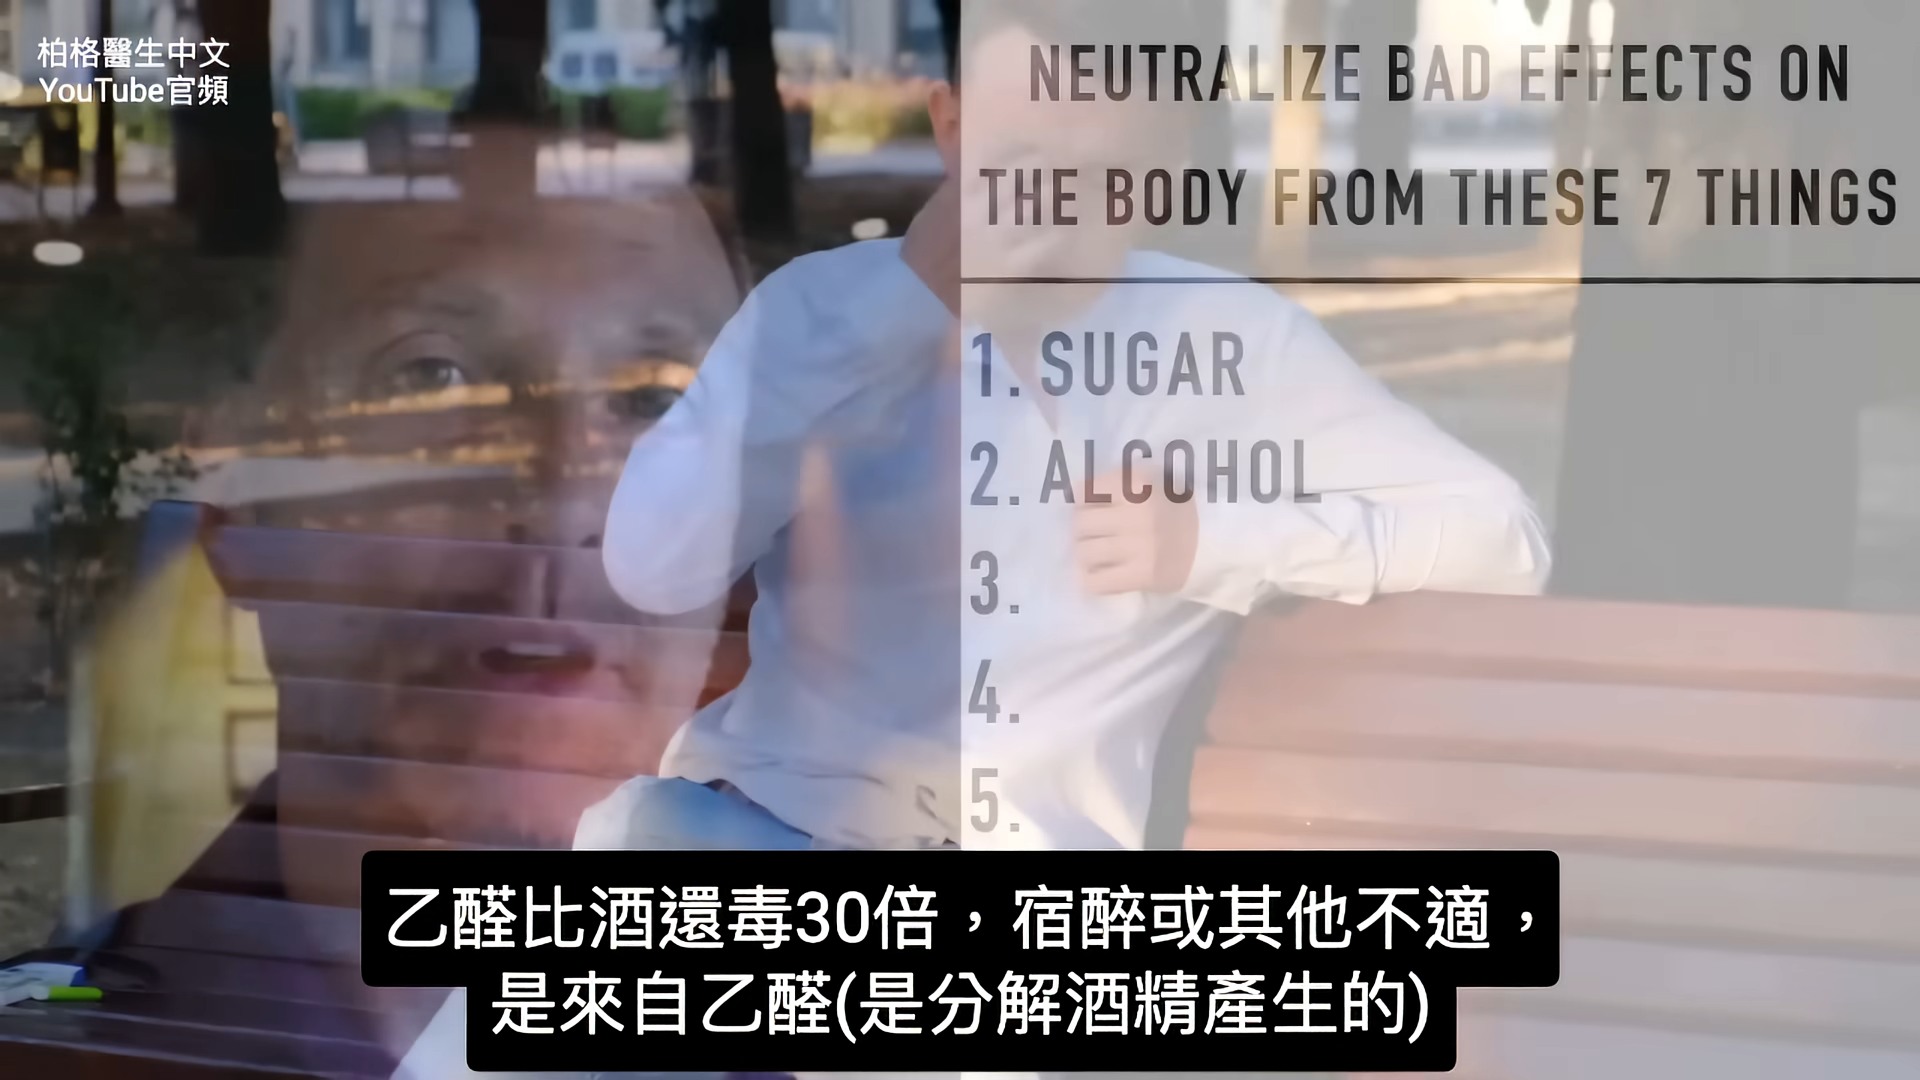 柏格醫生中文
YouTube官頻
NEUTRALIZE BAD EFFECTS ON
THE BODY FROM THESE 7 THINGS
1. SUGAR
2. ALCOHOL
3.
4.
5.
乙醛比酒還毒30倍，宿醉或其他不適，
是來自乙醛(是分解酒精產生的)